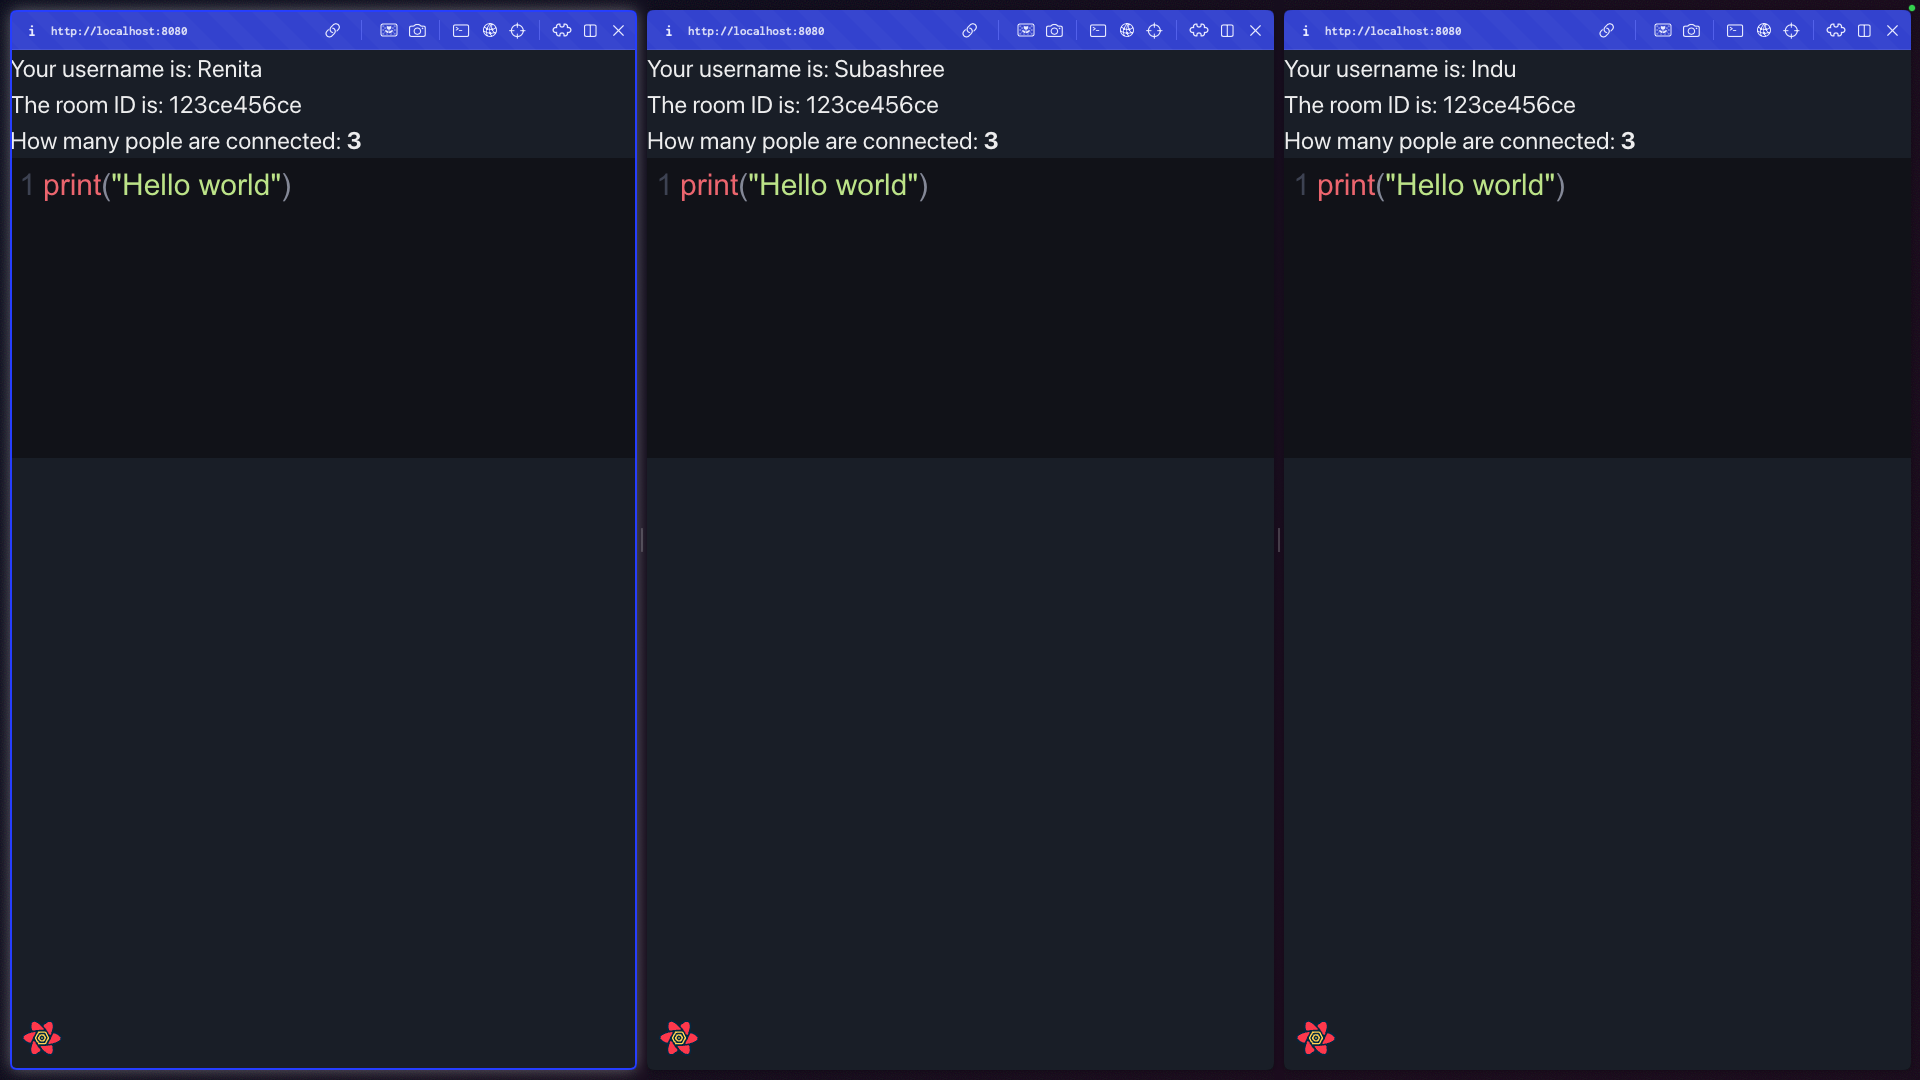 http://localhost:8080
Your username is: Renita
The room ID is: 123ce456ce
How many pople are connected: 3
1 print("Hello world")
http://localhost:8080
Your username is: Subashree
The room ID is: 123ce456ce
How many pople are connected: 3
1 print("Hello world")
http://localhost:8080
Your username is: Indu
The room ID is: 123ce456ce
How many pople are connected: 3
1 print("Hello world")